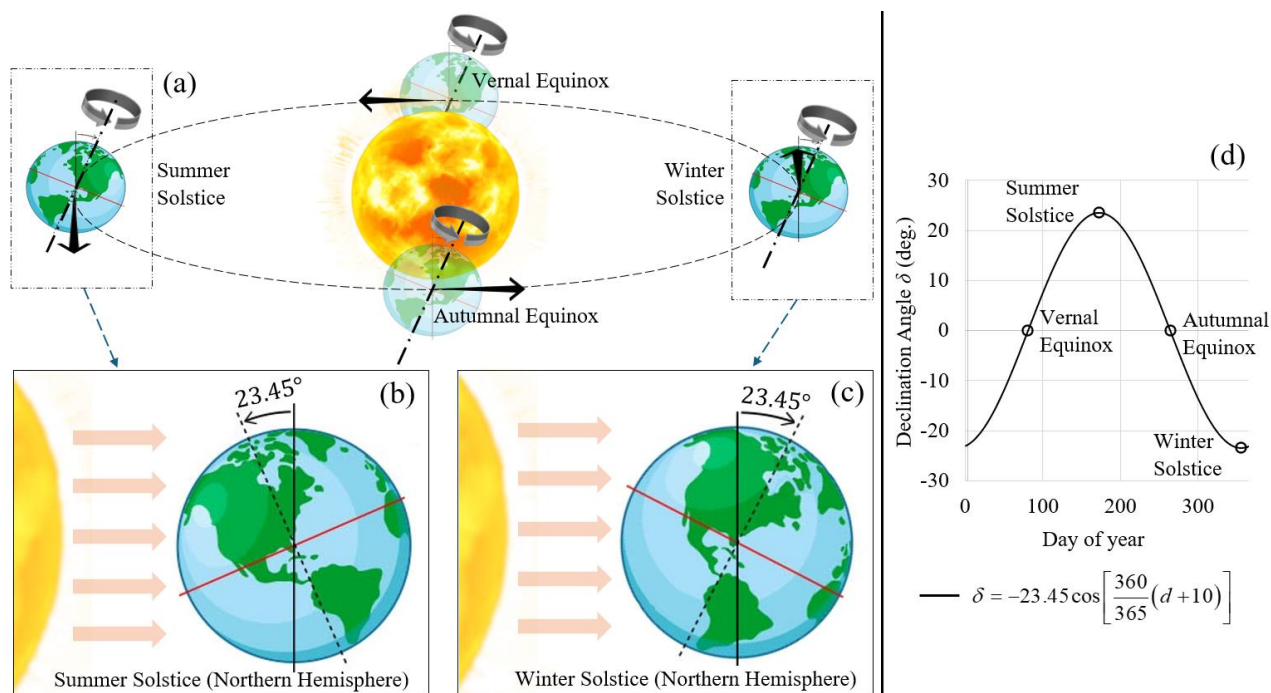 (a)
Vernal Equinox
Summer
Solstice
Winter
Solstice
Autumnal Equinox
(b)
23.45°
Summer Solstice (Northern Hemisphere)
(c)
23.45°
Winter Solstice (Northern Hemisphere)
(d)
Declination Angle δ (deg.)
30
20
10
0
-10
-20
-30
Summer
Solstice
Vernal
Equinox
Autumnal
Equinox
Winter
Solstice
0 100 200 300
Day of year
δ = −23.45 cos[360/365 (d + 10)]